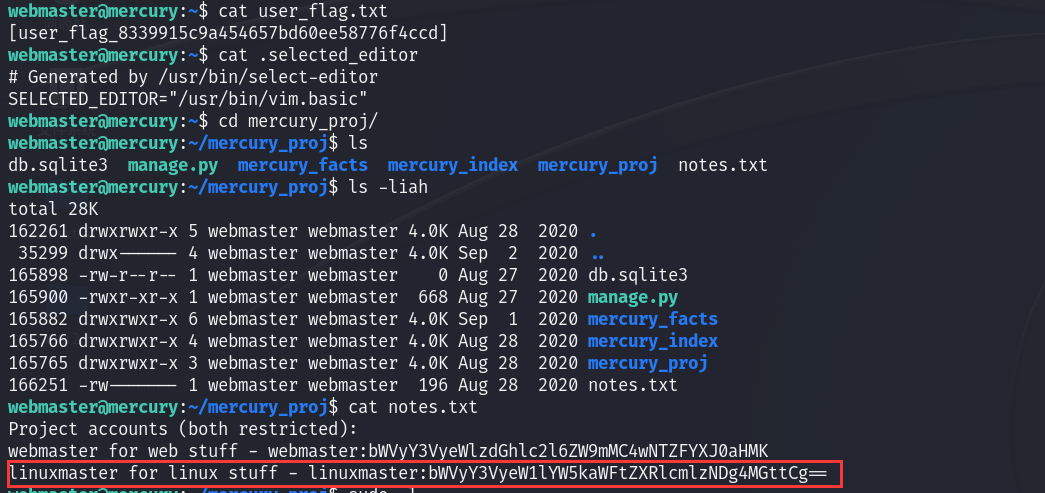 webmaster@mercury:~$ cat user_flag.txt
[user_flag_8339915c9a454657bd60ee58776f4ccd]
webmaster@mercury:~$ cat .selected_editor
# Generated by /usr/bin/select-editor
SELECTED_EDITOR="/usr/bin/vim.basic"
webmaster@mercury:~$ cd mercury_proj/
webmaster@mercury:~/mercury_proj$ ls
db.sqlite3  manage.py  mercury_facts  mercury_index  mercury_proj  notes.txt
webmaster@mercury:~/mercury_proj$ ls -liah
total 28K
162261 drwxrwxr-x 5 webmaster webmaster 4.0K Aug 28  2020 .
 35299 drwx------ 4 webmaster webmaster 4.0K Sep  2  2020 ..
165898 -rw-r--r-- 1 webmaster webmaster    0 Aug 27  2020 db.sqlite3
165900 -rwxr-xr-x 1 webmaster webmaster  668 Aug 27  2020 manage.py
165882 drwxrwxr-x 6 webmaster webmaster 4.0K Sep  1  2020 mercury_facts
165766 drwxrwxr-x 4 webmaster webmaster 4.0K Aug 28  2020 mercury_index
165765 drwxrwxr-x 3 webmaster webmaster 4.0K Aug 28  2020 mercury_proj
166251 -rw------- 1 webmaster webmaster  196 Aug 28  2020 notes.txt
webmaster@mercury:~/mercury_proj$ cat notes.txt
Project accounts (both restricted):
webmaster for web stuff - webmaster:bWVyY3VyeWlzdGhlc2l6ZW9mMC4wNTZFYXJ0aHMK
linuxmaster for linux stuff - linuxmaster:bWVyY3VyeW1lYW5kaWFtZXRlcmlzNDg4MGttCg==